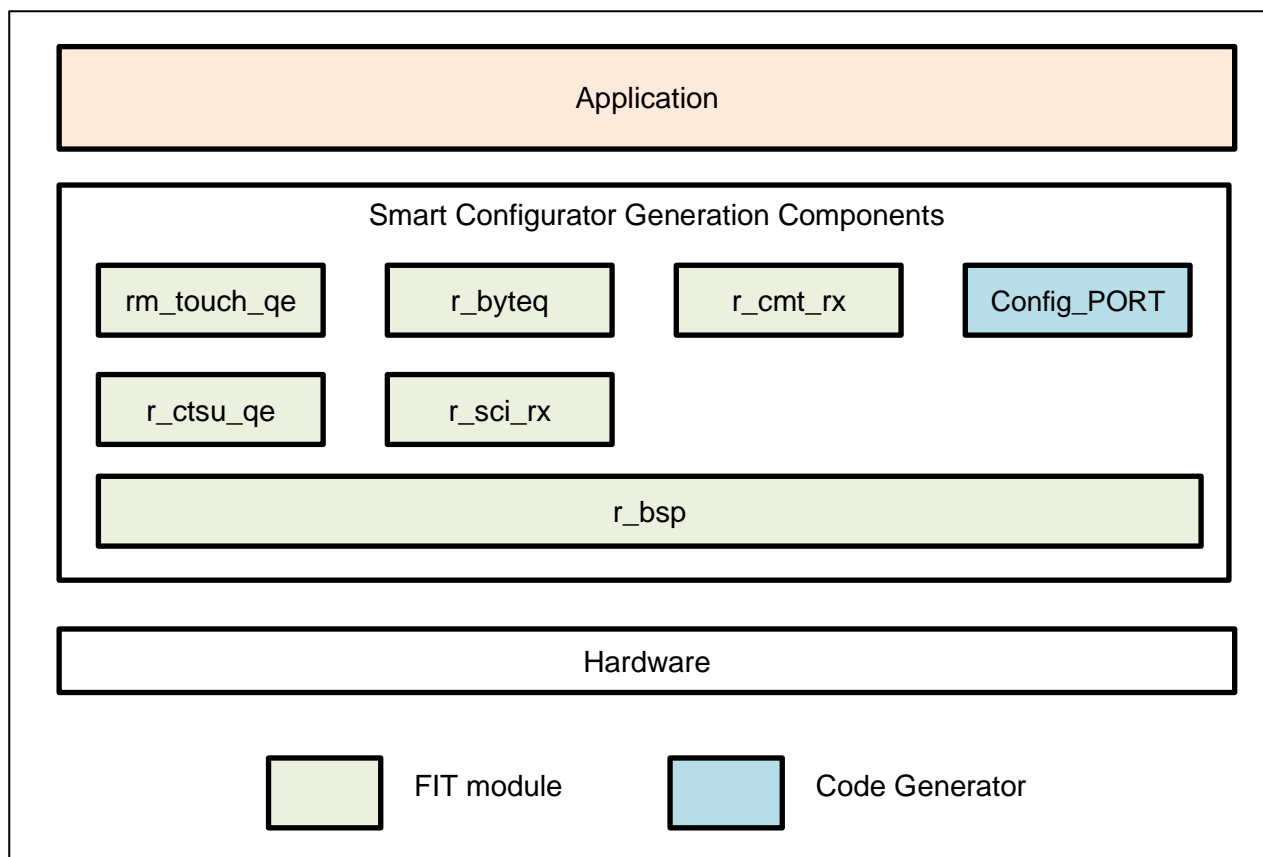 Application
Smart Configurator Generation Components
rm_touch_qe
r_byteq
r_cmt_rx
Config_PORT
r_ctsu_qe
r_sci_rx
r_bsp
Hardware
FIT module
Code Generator